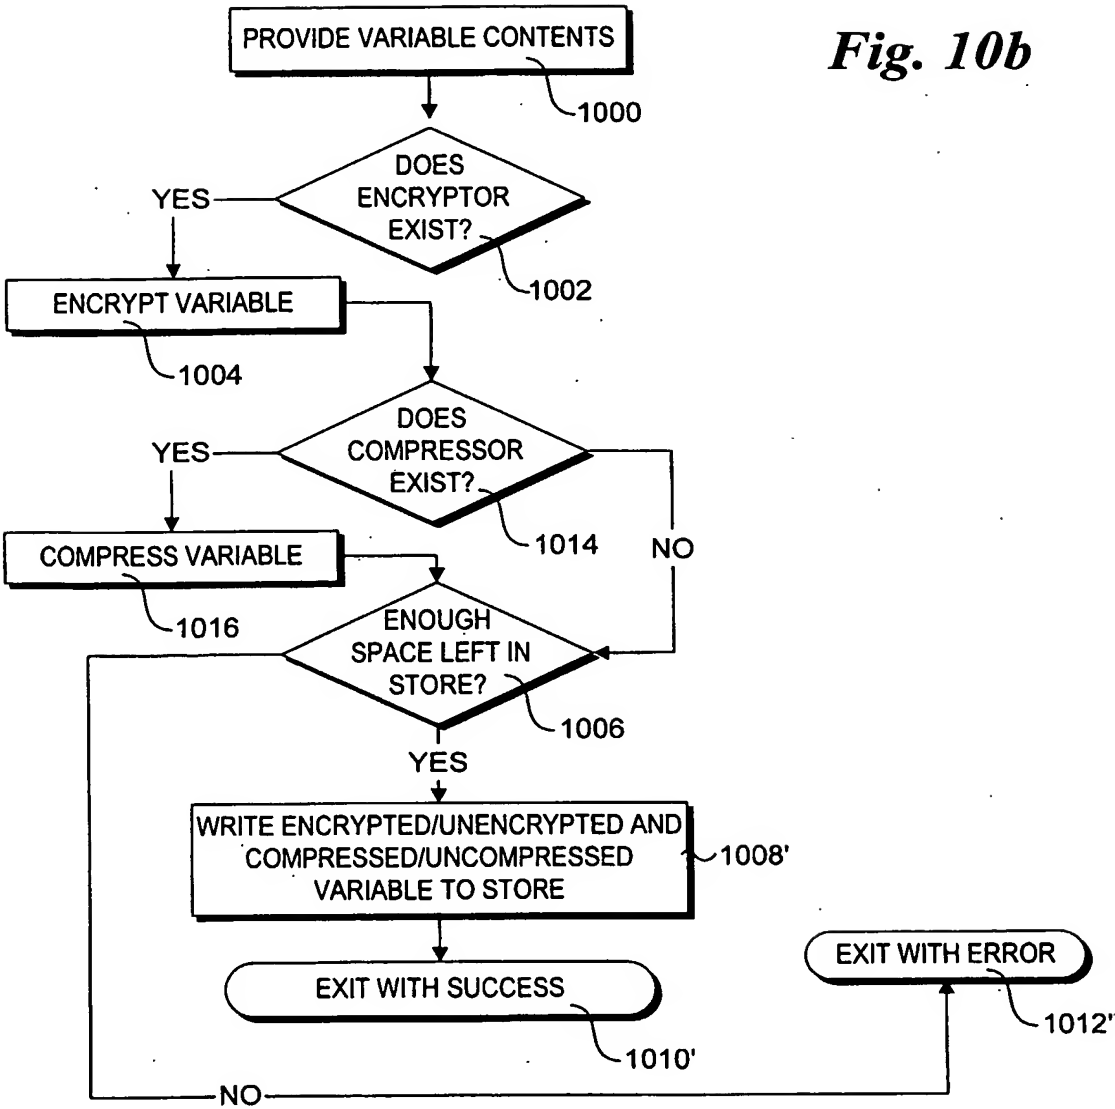 PROVIDE VARIABLE CONTENTS
Fig. 10b
1000
DOES
ENCRYPTOR
EXIST?
YES
1002
ENCRYPT VARIABLE
1004
DOES
COMPRESSOR
EXIST?
YES
1014
NO
COMPRESS VARIABLE
1016
ENOUGH
SPACE LEFT IN
STORE?
1006
YES
WRITE ENCRYPTED/UNENCRYPTED AND
COMPRESSED/UNCOMPRESSED
VARIABLE TO STORE
1008'
EXIT WITH ERROR
EXIT WITH SUCCESS
1012'
1010'
NO